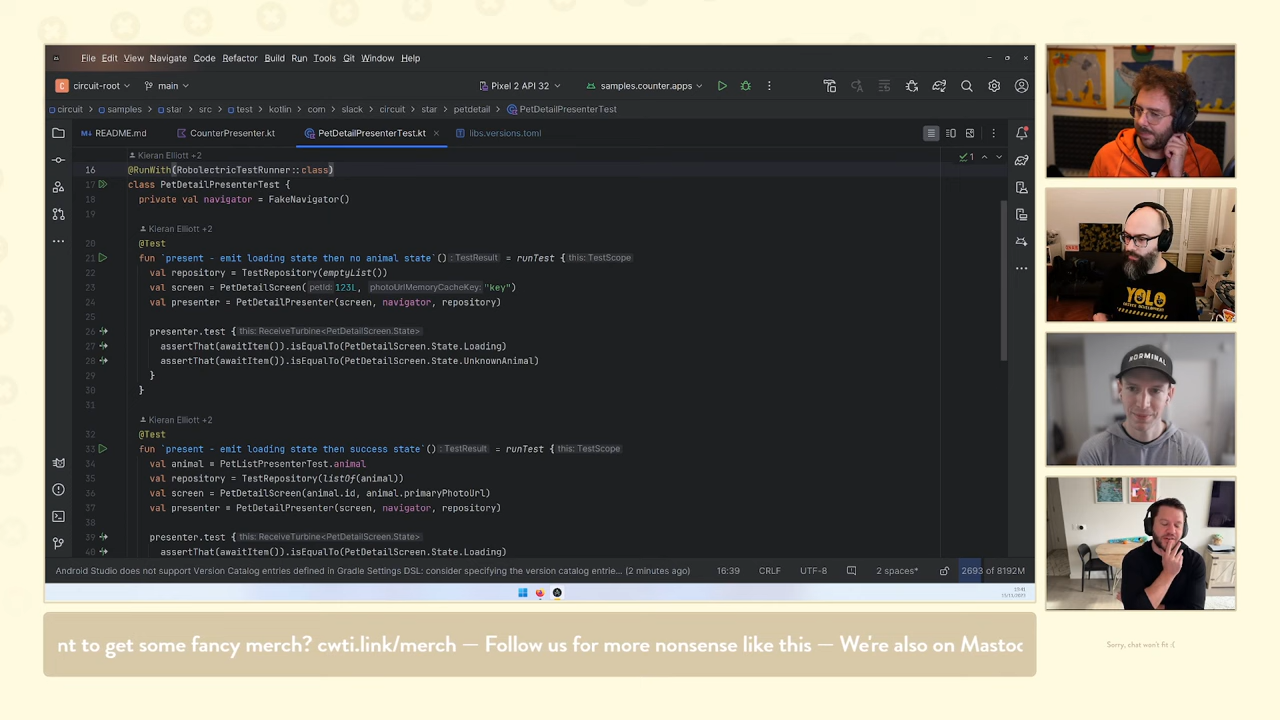 File Edit View Navigate Code Refactor Build Run Tools Git Window Help
C circuit-root main Pixel 2 API 32 samples.counter.apps
circuit samples star src test kotlin com slack circuit star petdetail PetDetailPresenterTest
README.md CounterPresenter.kt PetDetailPresenterTest.kt libs.versions.toml
Kieran Elliott +2
16 @RunWith(RobolectricTestRunner::class) 1
17 class PetDetailPresenterTest {
18 private val navigator = FakeNavigator()
19
Kieran Elliott +2
20 @Test
21 fun `present - emit loading state then no animal state`() : TestResult = runTest { this: TestScope
22 val repository = TestRepository(emptyList())
23 val screen = PetDetailScreen( petId: 123L, photoUrlMemoryCacheKey: "key")
24 val presenter = PetDetailPresenter(screen, navigator, repository)
25
26 presenter.test { this: ReceiveTurbine<PetDetailScreen.State>
27 assertThat(awaitItem()).isEqualTo(PetDetailScreen.State.Loading)
28 assertThat(awaitItem()).isEqualTo(PetDetailScreen.State.UnknownAnimal)
29 }
30 }
31
Kieran Elliott +2
32 @Test
33 fun `present - emit loading state then success state`() : TestResult = runTest { this: TestScope
34 val animal = PetListPresenterTest.animal
35 val repository = TestRepository(listOf(animal))
36 val screen = PetDetailScreen(animal.id, animal.primaryPhotoUrl)
37 val presenter = PetDetailPresenter(screen, navigator, repository)
38
39 presenter.test { this: ReceiveTurbine<PetDetailScreen.State>
40 assertThat(awaitItem()).isEqualTo(PetDetailScreen.State.Loading)
Android Studio does not support Version Catalog entries defined in Gradle Settings DSL: consider specifying the version catalog entrie... (2 minutes ago) 16:39 CRLF UTF-8 2 spaces* 2693 of 8192M
nt to get some fancy merch? cwti.link/merch — Follow us for more nonsense like this — We're also on Mastoc
YOLO
NORMINAL
Sorry, chat won't fit :(